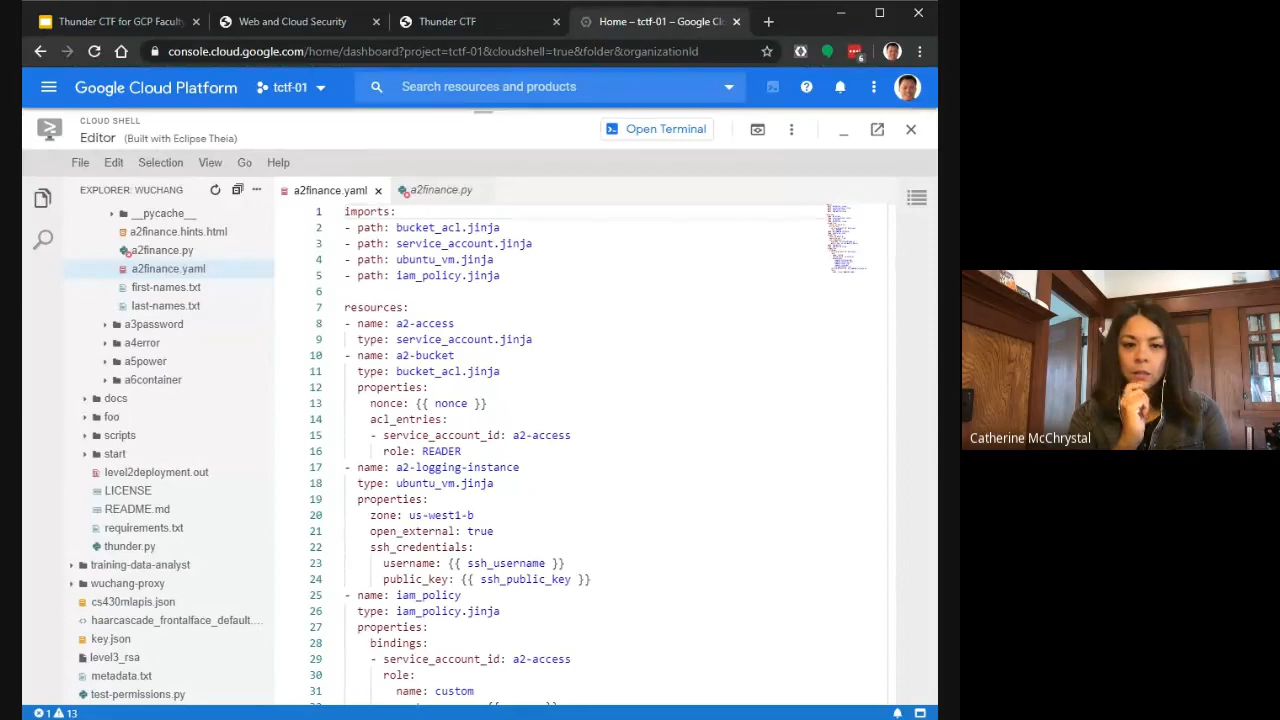 Thunder CTF for GCP Faculty
Web and Cloud Security
Thunder CTF
Home – tctf-01 – Google Cl
console.cloud.google.com/home/dashboard?project=tctf-01&cloudshell=true&folder&organizationId
6
Google Cloud Platform
tctf-01
Search resources and products
CLOUD SHELL
Editor (Built with Eclipse Theia)
Open Terminal
File Edit Selection View Go Help
EXPLORER: WUCHANG
a2finance.yaml
a2finance.py
__pycache__
a2finance.hints.html
a2finance.py
a2finance.yaml
first-names.txt
last-names.txt
a3password
a4error
a5power
a6container
docs
foo
scripts
start
level2deployment.out
LICENSE
README.md
requirements.txt
thunder.py
training-data-analyst
wuchang-proxy
cs430mlapis.json
haarcascade_frontalface_default....
key.json
level3_rsa
metadata.txt
test-permissions.py
1 imports:
2 - path: bucket_acl.jinja
3 - path: service_account.jinja
4 - path: ubuntu_vm.jinja
5 - path: iam_policy.jinja
6
7 resources:
8 - name: a2-access
9 type: service_account.jinja
10 - name: a2-bucket
11 type: bucket_acl.jinja
12 properties:
13 nonce: {{ nonce }}
14 acl_entries:
15 - service_account_id: a2-access
16 role: READER
17 - name: a2-logging-instance
18 type: ubuntu_vm.jinja
19 properties:
20 zone: us-west1-b
21 open_external: true
22 ssh_credentials:
23 username: {{ ssh_username }}
24 public_key: {{ ssh_public_key }}
25 - name: iam_policy
26 type: iam_policy.jinja
27 properties:
28 bindings:
29 - service_account_id: a2-access
30 role:
31 name: custom
1 13
Catherine McChrystal